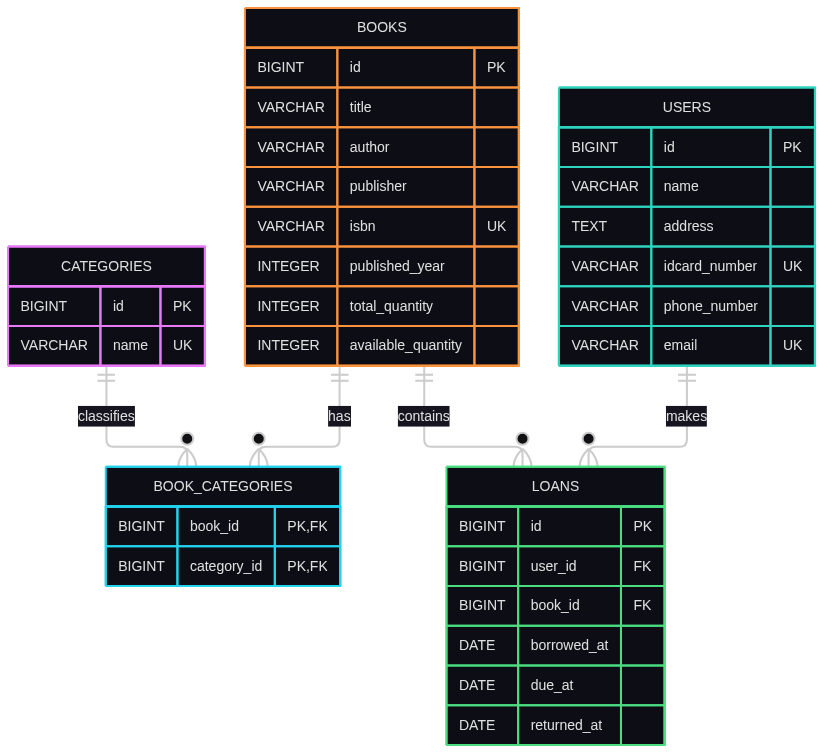 BOOKS
BIGINT id PK
VARCHAR title
VARCHAR author
VARCHAR publisher
VARCHAR isbn UK
INTEGER published_year
INTEGER total_quantity
INTEGER available_quantity
USERS
BIGINT id PK
VARCHAR name
TEXT address
VARCHAR idcard_number UK
VARCHAR phone_number
VARCHAR email UK
CATEGORIES
BIGINT id PK
VARCHAR name UK
classifies
has
contains
makes
BOOK_CATEGORIES
BIGINT book_id PK,FK
BIGINT category_id PK,FK
LOANS
BIGINT id PK
BIGINT user_id FK
BIGINT book_id FK
DATE borrowed_at
DATE due_at
DATE returned_at